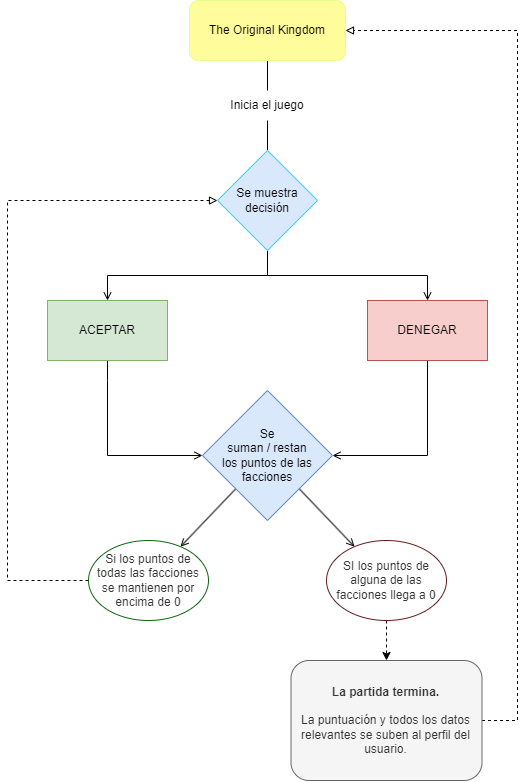 The Original Kingdom
Inicia el juego
Se muestra
decisión
ACEPTAR
DENEGAR
Se
suman / restan
los puntos de las
facciones
Si los puntos de
todas las facciones
se mantienen por
encima de 0
SI los puntos de
alguna de las
facciones llega a 0
La partida termina.
La puntuación y todos los datos
relevantes se suben al perfil del
usuario.